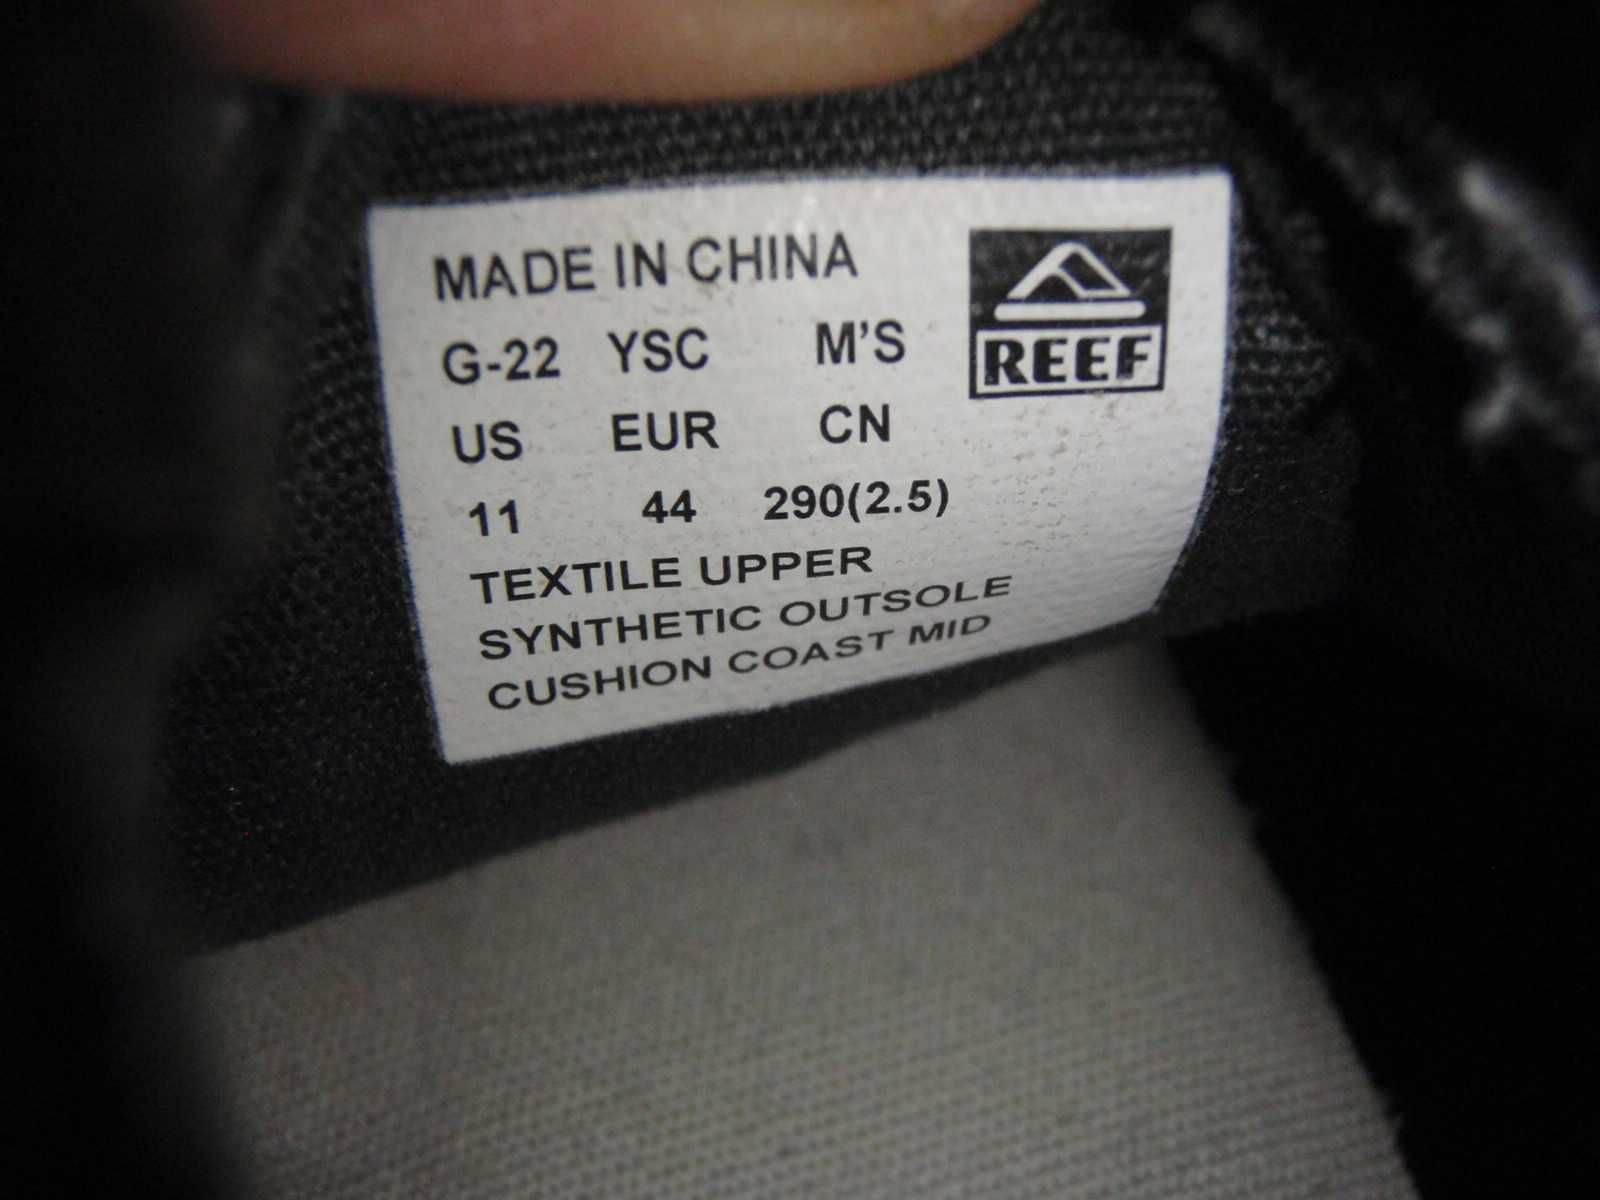 MADE IN CHINA
G-22 YSC M'S
REEF
US EUR CN
11 44 290(2.5)
TEXTILE UPPER
SYNTHETIC OUTSOLE
CUSHION COAST MID